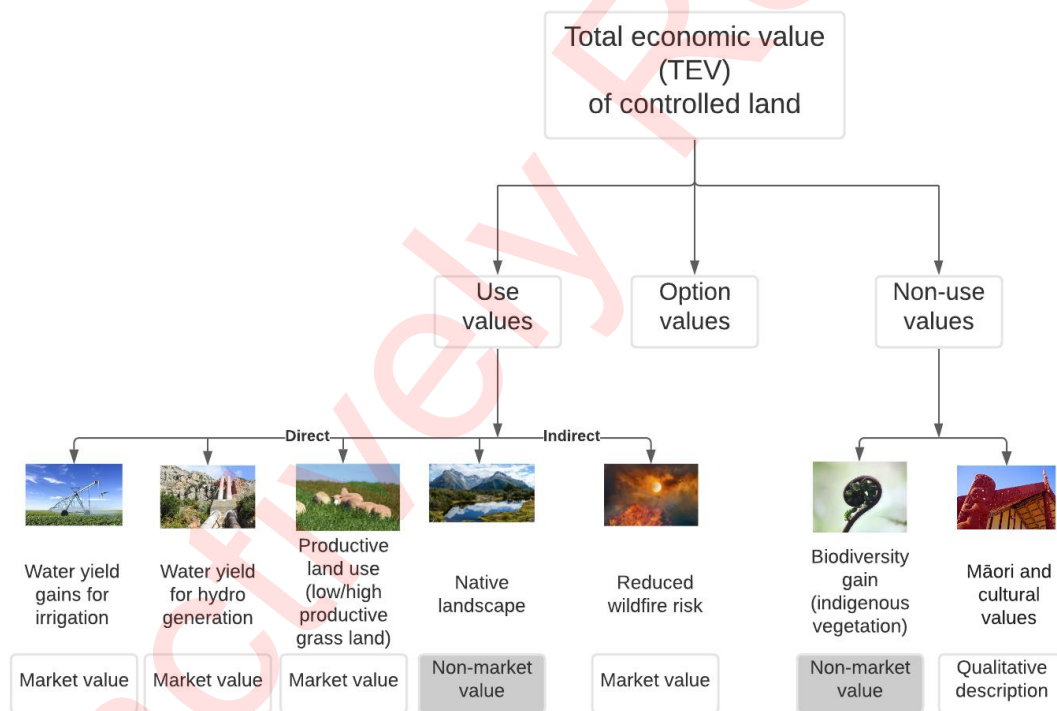 Total economic value
(TEV)
of controlled land
Use
values
Option
values
Non-use
values
Direct
Indirect
Water yield
gains for
irrigation
Water yield
for hydro
generation
Productive
land use
(low/high
productive
grass land)
Native
landscape
Reduced
wildfire risk
Biodiversity
gain
(indigenous
vegetation)
Māori and
cultural
values
Market value
Market value
Market value
Non-market
value
Market value
Non-market
value
Qualitative
description
ctively R